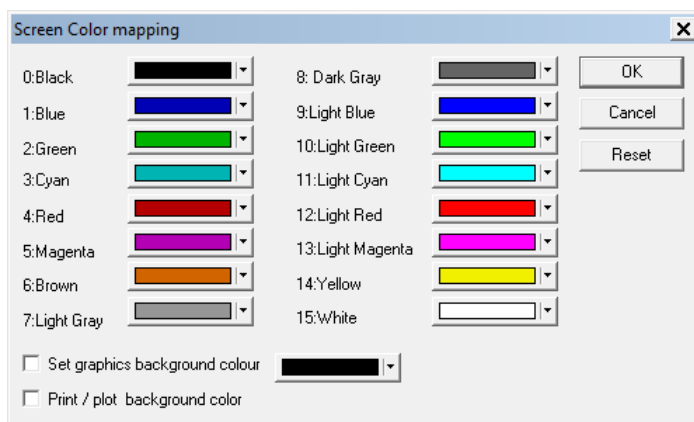 Screen Color mapping
0:Black
1:Blue
2:Green
3:Cyan
4:Red
5:Magenta
6:Brown
7:Light Gray
8: Dark Gray
9:Light Blue
10:Light Green
11:Light Cyan
12:Light Red
13:Light Magenta
14:Yellow
15:White
OK
Cancel
Reset
Set graphics background colour
Print / plot background color